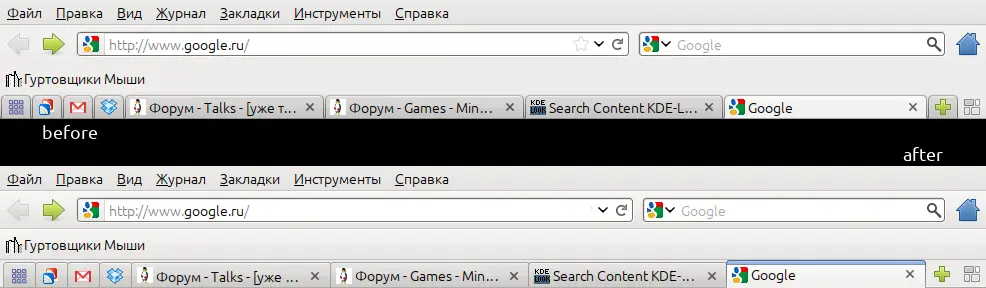 Файл Правка Вид Журнал Закладки Инструменты Справка
http://www.google.ru/ Google
Гуртовщики Мыши
Форум - Talks - [уже т... Форум - Games - Min... KDE LOOK Search Content KDE-L... Google
before
after
Файл Правка Вид Журнал Закладки Инструменты Справка
http://www.google.ru/ Google
Гуртовщики Мыши
Форум - Talks - [уже ... Форум - Games - Min... KDE LOOK Search Content KDE-... Google